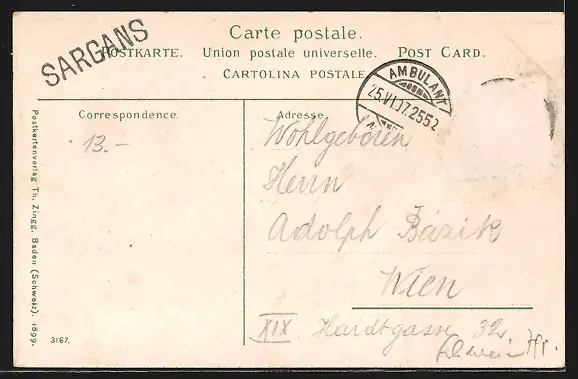 Carte postale.
SARGANS
POSTKARTE. Union postale universelle. POST CARD.
CARTOLINA POSTALE
AMBULANT
25.VI.07.2552
Correspondence.
Adresse
13.-
Wohlgeboren
Herrn
Adolph Bázik
Wien
XIX. Hardtgasse 32
Postkartenverlag Th. Zingg, Baden (Schweiz). 1899.
3167.